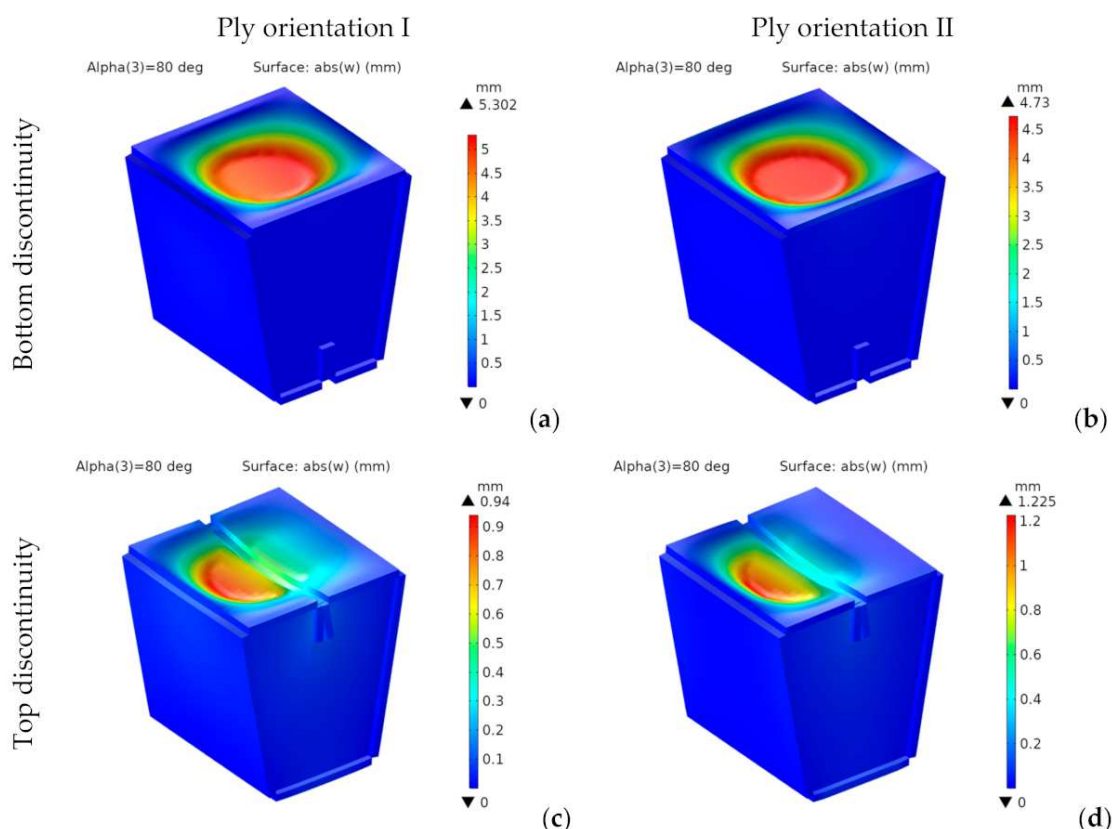 Ply orientation I
Ply orientation II
Bottom discontinuity
Alpha(3)=80 deg
Surface: abs(w) (mm)
mm
▲ 5.302
5
4.5
4
3.5
3
2.5
2
1.5
1
0.5
▼ 0
(a)
Alpha(3)=80 deg
Surface: abs(w) (mm)
mm
▲ 4.73
4.5
4
3.5
3
2.5
2
1.5
1
0.5
▼ 0
(b)
Top discontinuity
Alpha(3)=80 deg
Surface: abs(w) (mm)
mm
▲ 0.94
0.9
0.8
0.7
0.6
0.5
0.4
0.3
0.2
0.1
▼ 0
(c)
Alpha(3)=80 deg
Surface: abs(w) (mm)
mm
▲ 1.225
1.2
1
0.8
0.6
0.4
0.2
▼ 0
(d)